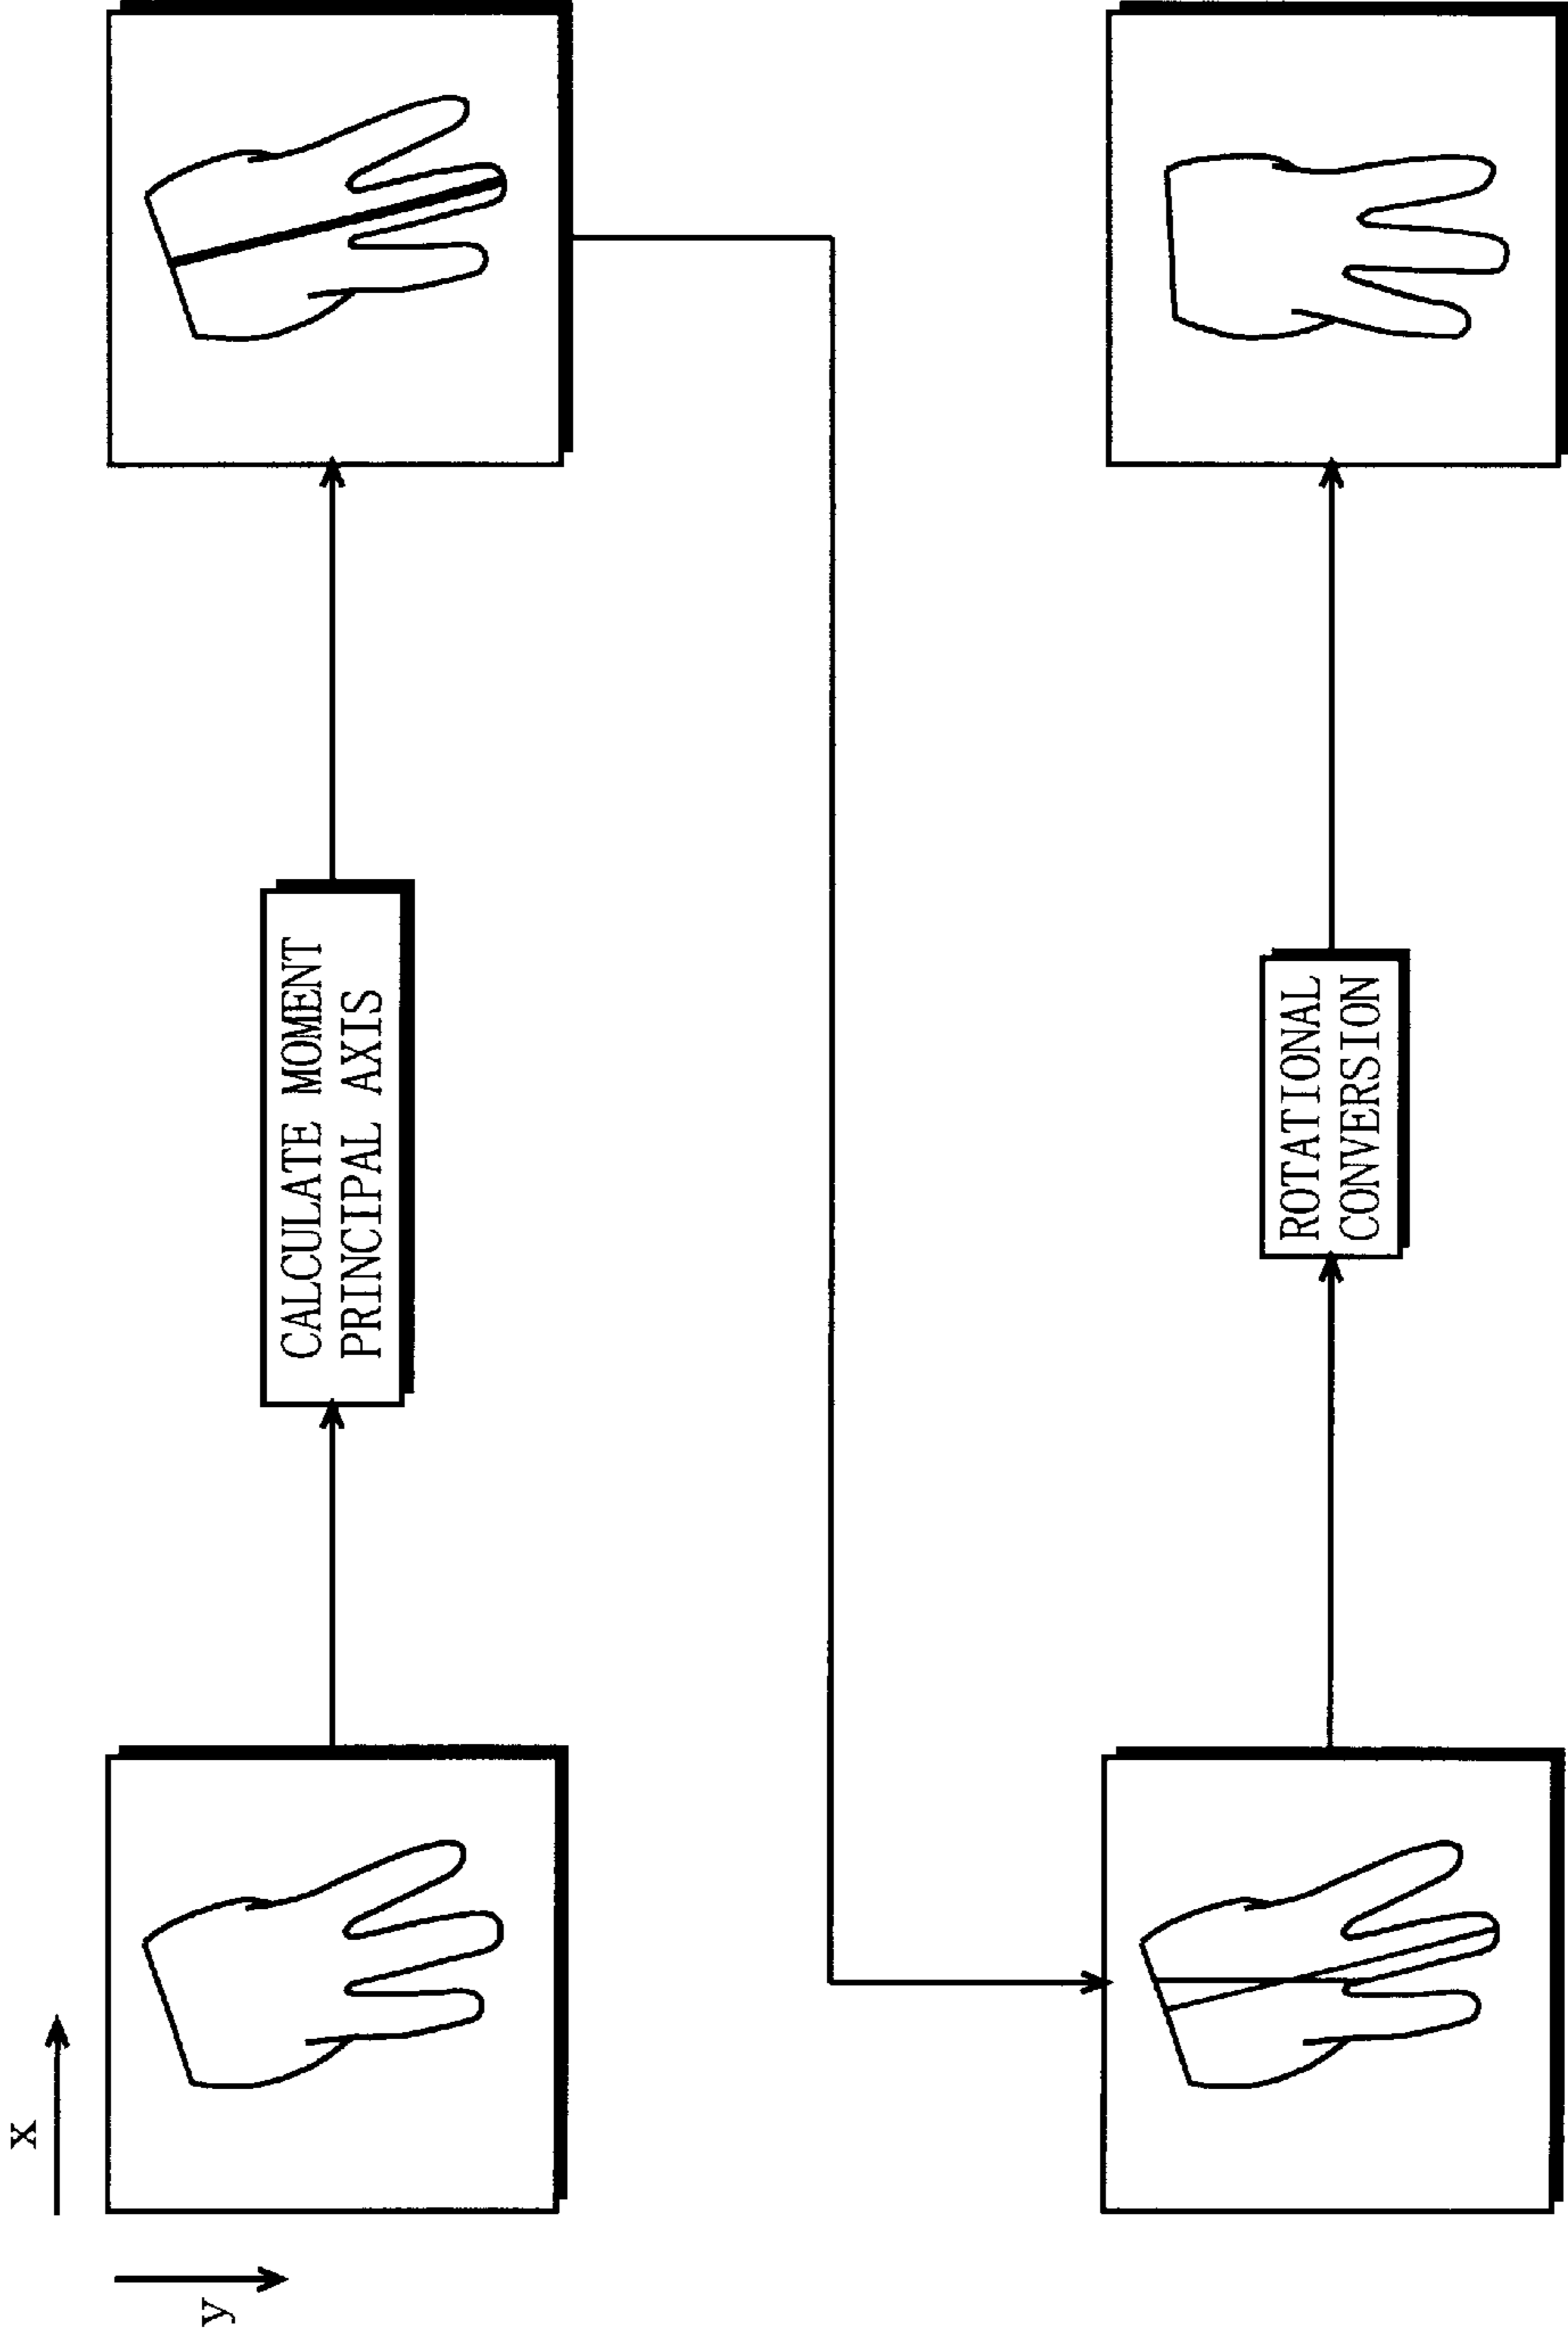 x
y
CALCULATE MOMENT
PRINCIPAL AXIS
ROTATIONAL
CONVERSION